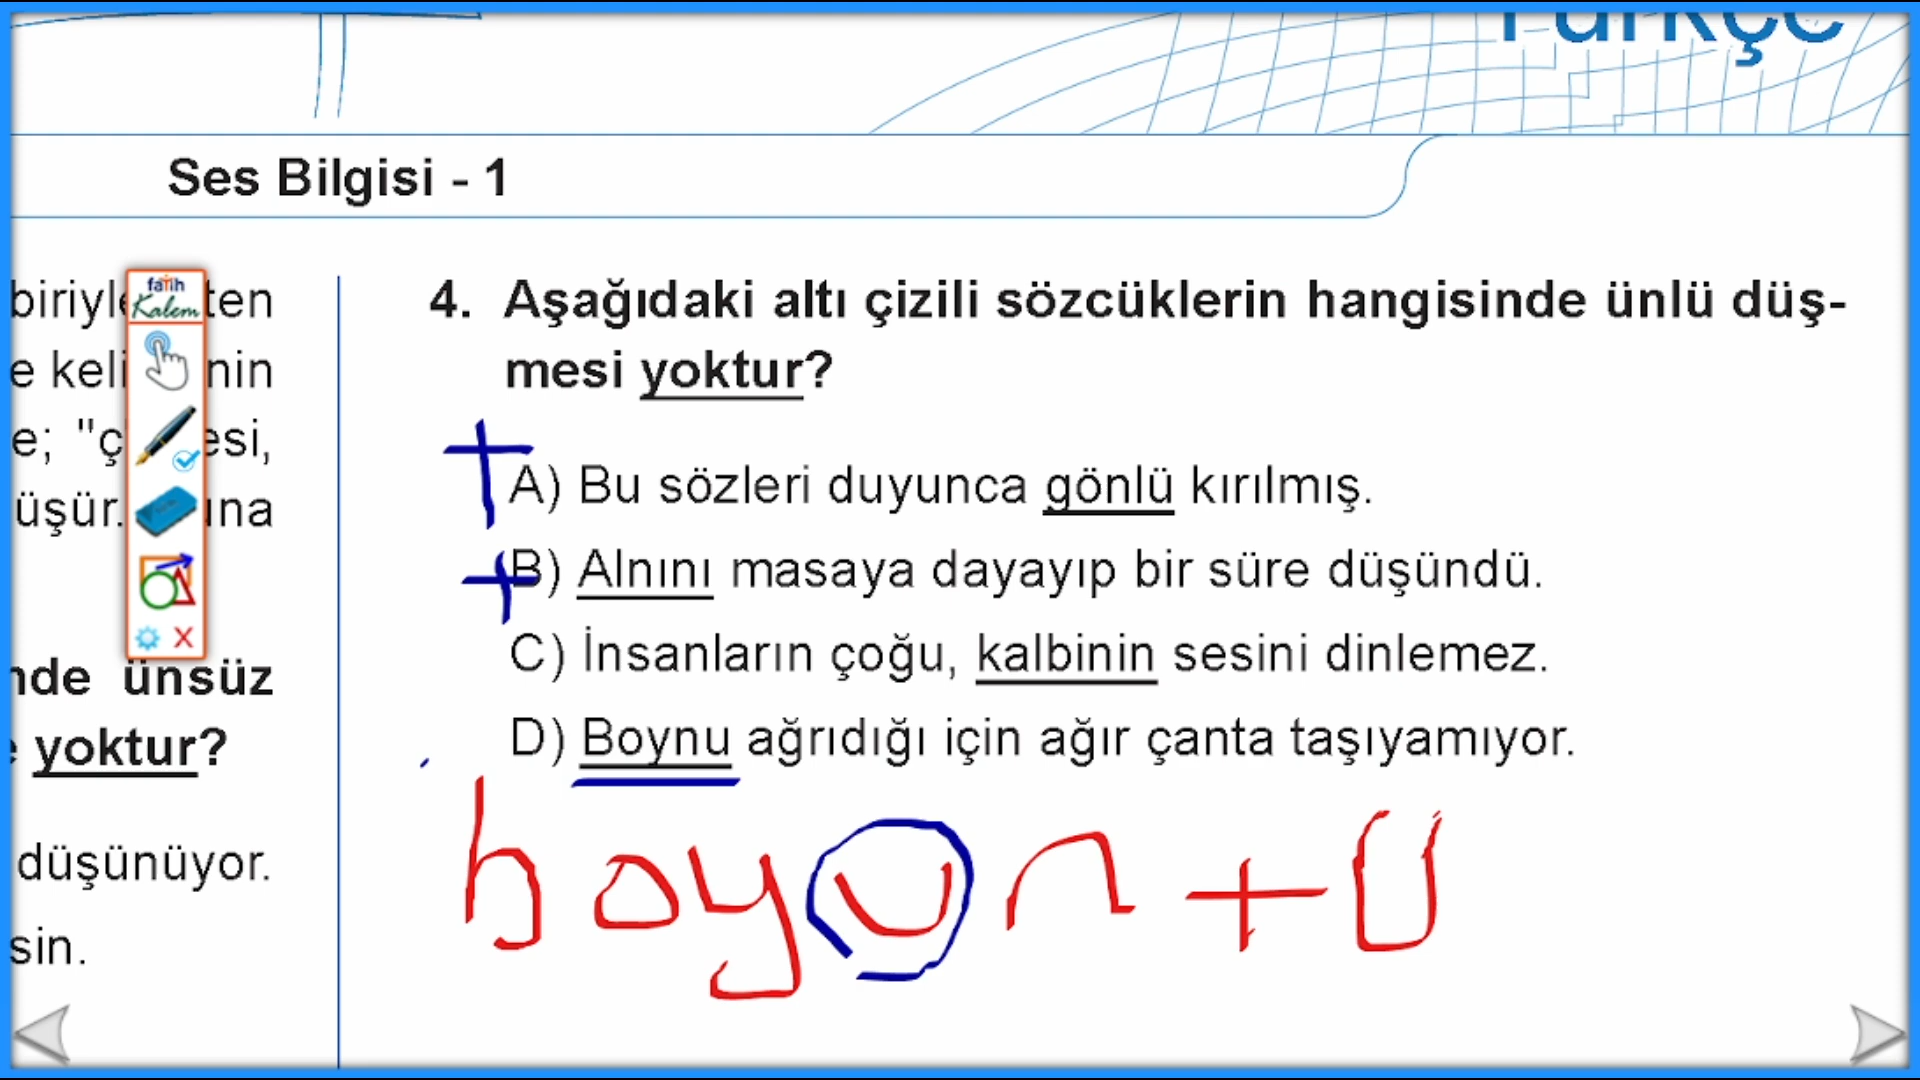 Türkçe
Ses Bilgisi - 1
ten
e keli nin
e; "ç esi,
üşür. una
nde ünsüz
yoktur?
düşünüyor.
sin.
fatih
Kalem
4. Aşağıdaki altı çizili sözcüklerin hangisinde ünlü düş-
mesi yoktur?
A) Bu sözleri duyunca gönlü kırılmış.
B) Alnını masaya dayayıp bir süre düşündü.
C) İnsanların çoğu, kalbinin sesini dinlemez.
D) Boynu ağrıdığı için ağır çanta taşıyamıyor.
boyun + U